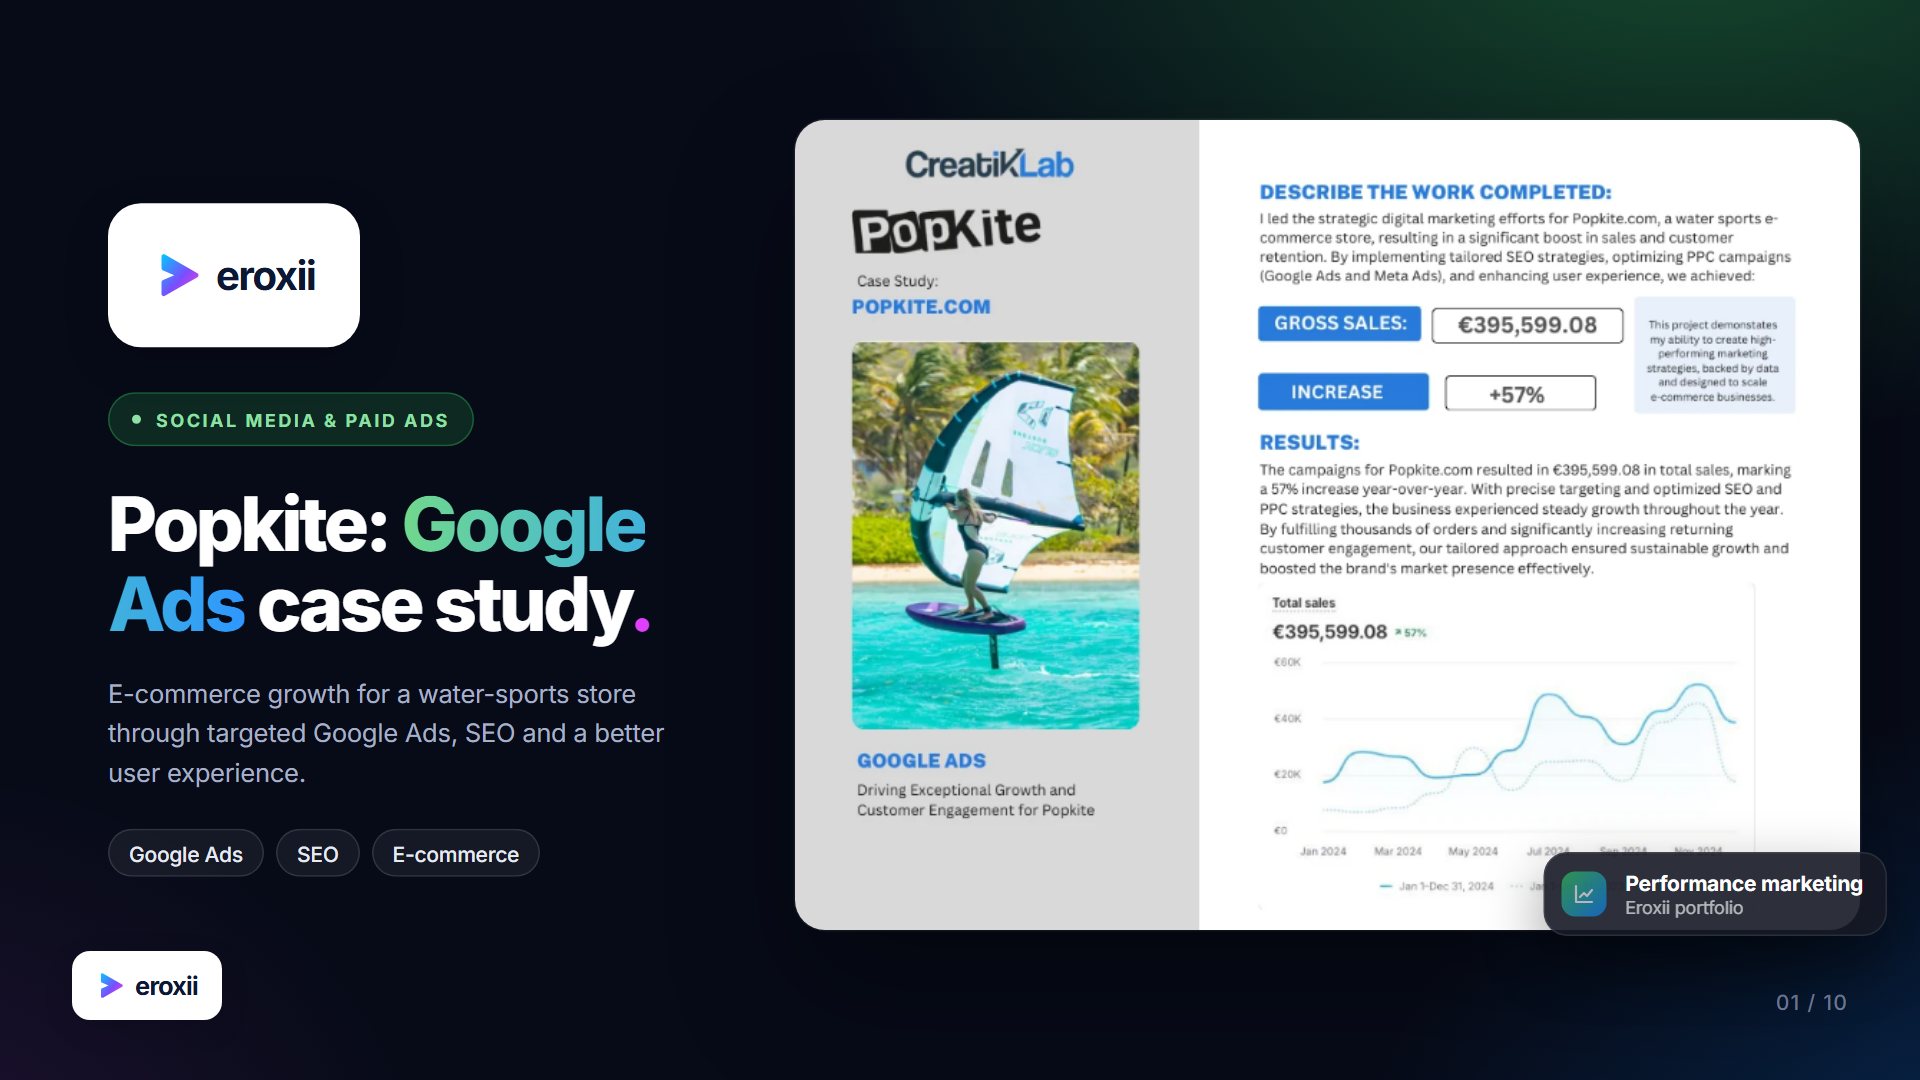 eroxii
SOCIAL MEDIA & PAID ADS
Popkite: Google
Ads case study.
E-commerce growth for a water-sports store
through targeted Google Ads, SEO and a better
user experience.
Google Ads
SEO
E-commerce
eroxii
CreatikLab
PopKite
Case Study:
POPKITE.COM
GOOGLE ADS
Driving Exceptional Growth and
Customer Engagement for Popkite
DESCRIBE THE WORK COMPLETED:
I led the strategic digital marketing efforts for Popkite.com, a water sports e-
commerce store, resulting in a significant boost in sales and customer
retention. By implementing tailored SEO strategies, optimizing PPC campaigns
(Google Ads and Meta Ads), and enhancing user experience, we achieved:
GROSS SALES:
€395,599.08
INCREASE
+57%
This project demonstates
my ability to create high-
performing marketing
strategies, backed by data
and designed to scale
e-commerce businesses.
RESULTS:
The campaigns for Popkite.com resulted in €395,599.08 in total sales, marking
a 57% increase year-over-year. With precise targeting and optimized SEO and
PPC strategies, the business experienced steady growth throughout the year.
By fulfilling thousands of orders and significantly increasing returning
customer engagement, our tailored approach ensured sustainable growth and
boosted the brand's market presence effectively.
Total sales
€395,599.08 57%
€60K
€40K
€20K
€0
Jan 2024 Mar 2024 May 2024 Jul 2024 Sep 2024 Nov 2024
Jan 1-Dec 31, 2024
Performance marketing
Eroxii portfolio
01 / 10